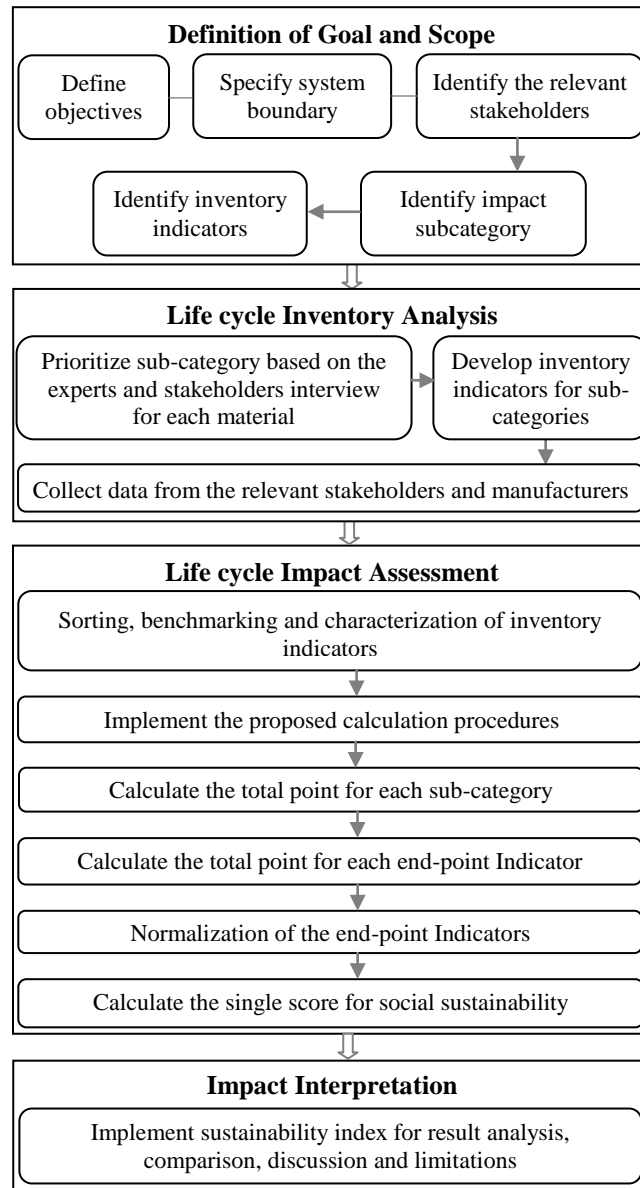 Definition of Goal and Scope
Define
objectives
Specify system
boundary
Identify the relevant
stakeholders
Identify inventory
indicators
Identify impact
subcategory
Life cycle Inventory Analysis
Prioritize sub-category based on the
experts and stakeholders interview
for each material
Develop inventory
indicators for sub-
categories
Collect data from the relevant stakeholders and manufacturers
Life cycle Impact Assessment
Sorting, benchmarking and characterization of inventory
indicators
Implement the proposed calculation procedures
Calculate the total point for each sub-category
Calculate the total point for each end-point Indicator
Normalization of the end-point Indicators
Calculate the single score for social sustainability
Impact Interpretation
Implement sustainability index for result analysis,
comparison, discussion and limitations